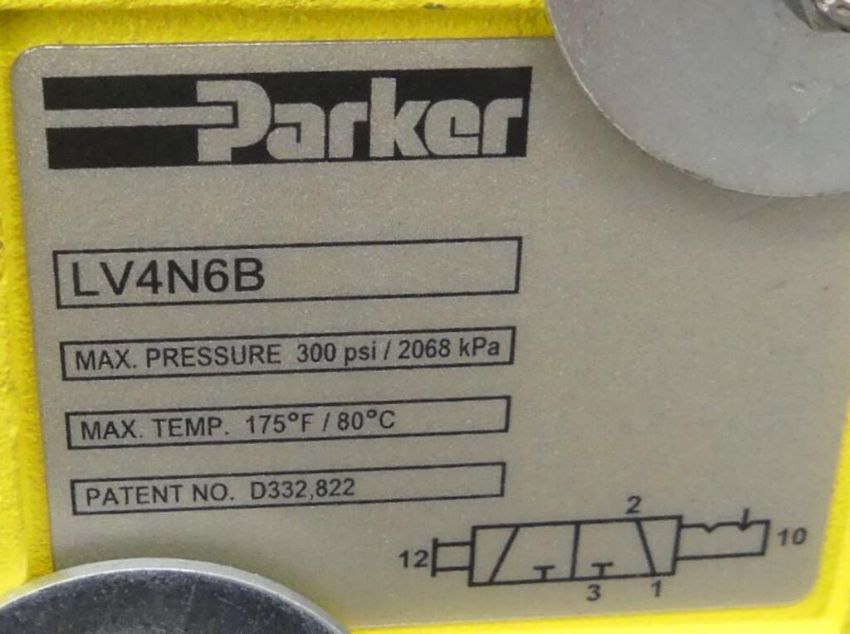 Parker
LV4N6B
MAX. PRESSURE 300 psi / 2068 kPa
MAX. TEMP. 175°F / 80°C
PATENT NO. D332,822
2
12 10
3 1